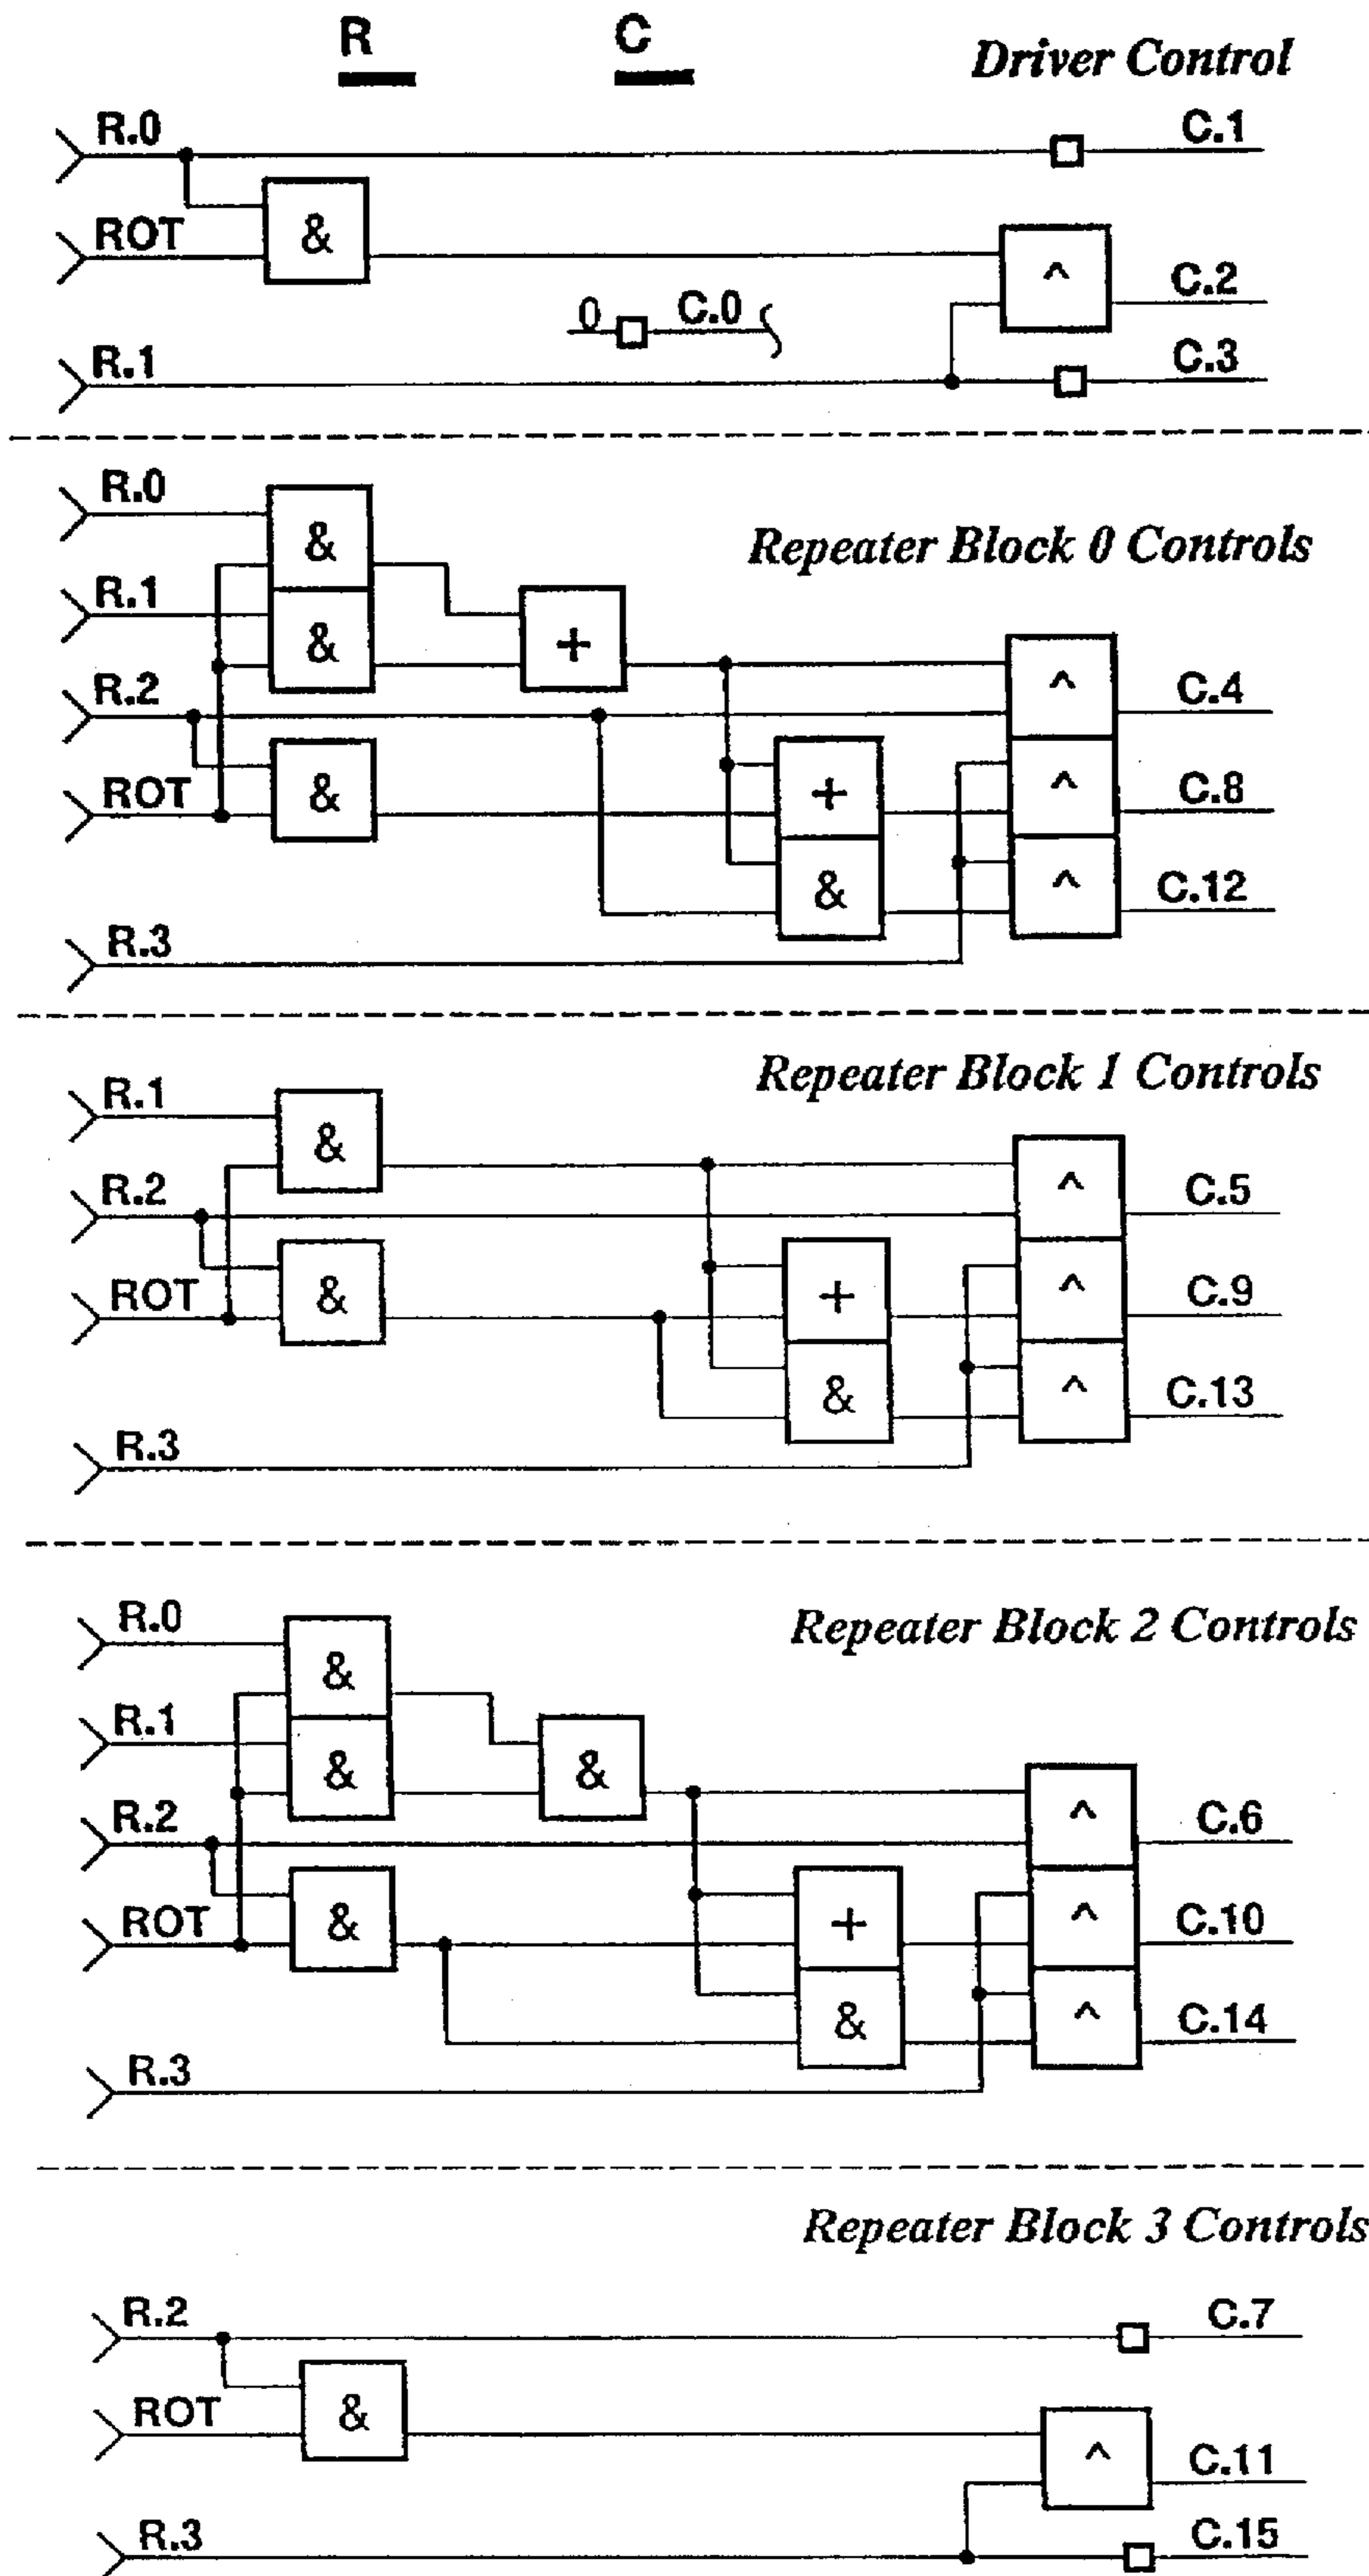 R C Driver Control
R.0 C.1
ROT &
^ C.2
0 C.0
R.1 C.3
R.0 &
Repeater Block 0 Controls
R.1 & +
R.2 ^ C.4
ROT & + ^ C.8
& ^ C.12
R.3
Repeater Block 1 Controls
R.1 &
R.2 ^ C.5
ROT & + ^ C.9
& ^ C.13
R.3
R.0 & Repeater Block 2 Controls
R.1 & &
R.2 ^ C.6
ROT & + ^ C.10
& ^ C.14
R.3
Repeater Block 3 Controls
R.2 C.7
ROT &
^ C.11
R.3 C.15